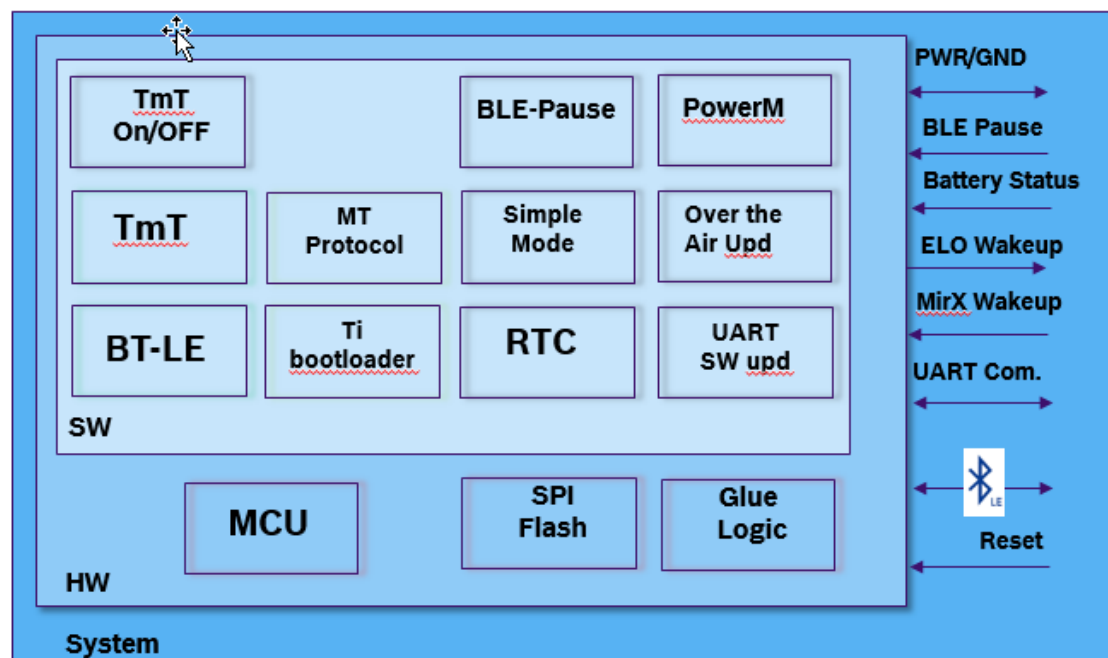 TmT
On/OFF
BLE-Pause
PowerM
TmT
MT
Protocol
Simple
Mode
Over the
Air Upd
BT-LE
Ti
bootloader
RTC
UART
SW upd
SW
MCU
SPI
Flash
Glue
Logic
HW
System
PWR/GND
BLE Pause
Battery Status
ELO Wakeup
MirX Wakeup
UART Com.
LE
Reset